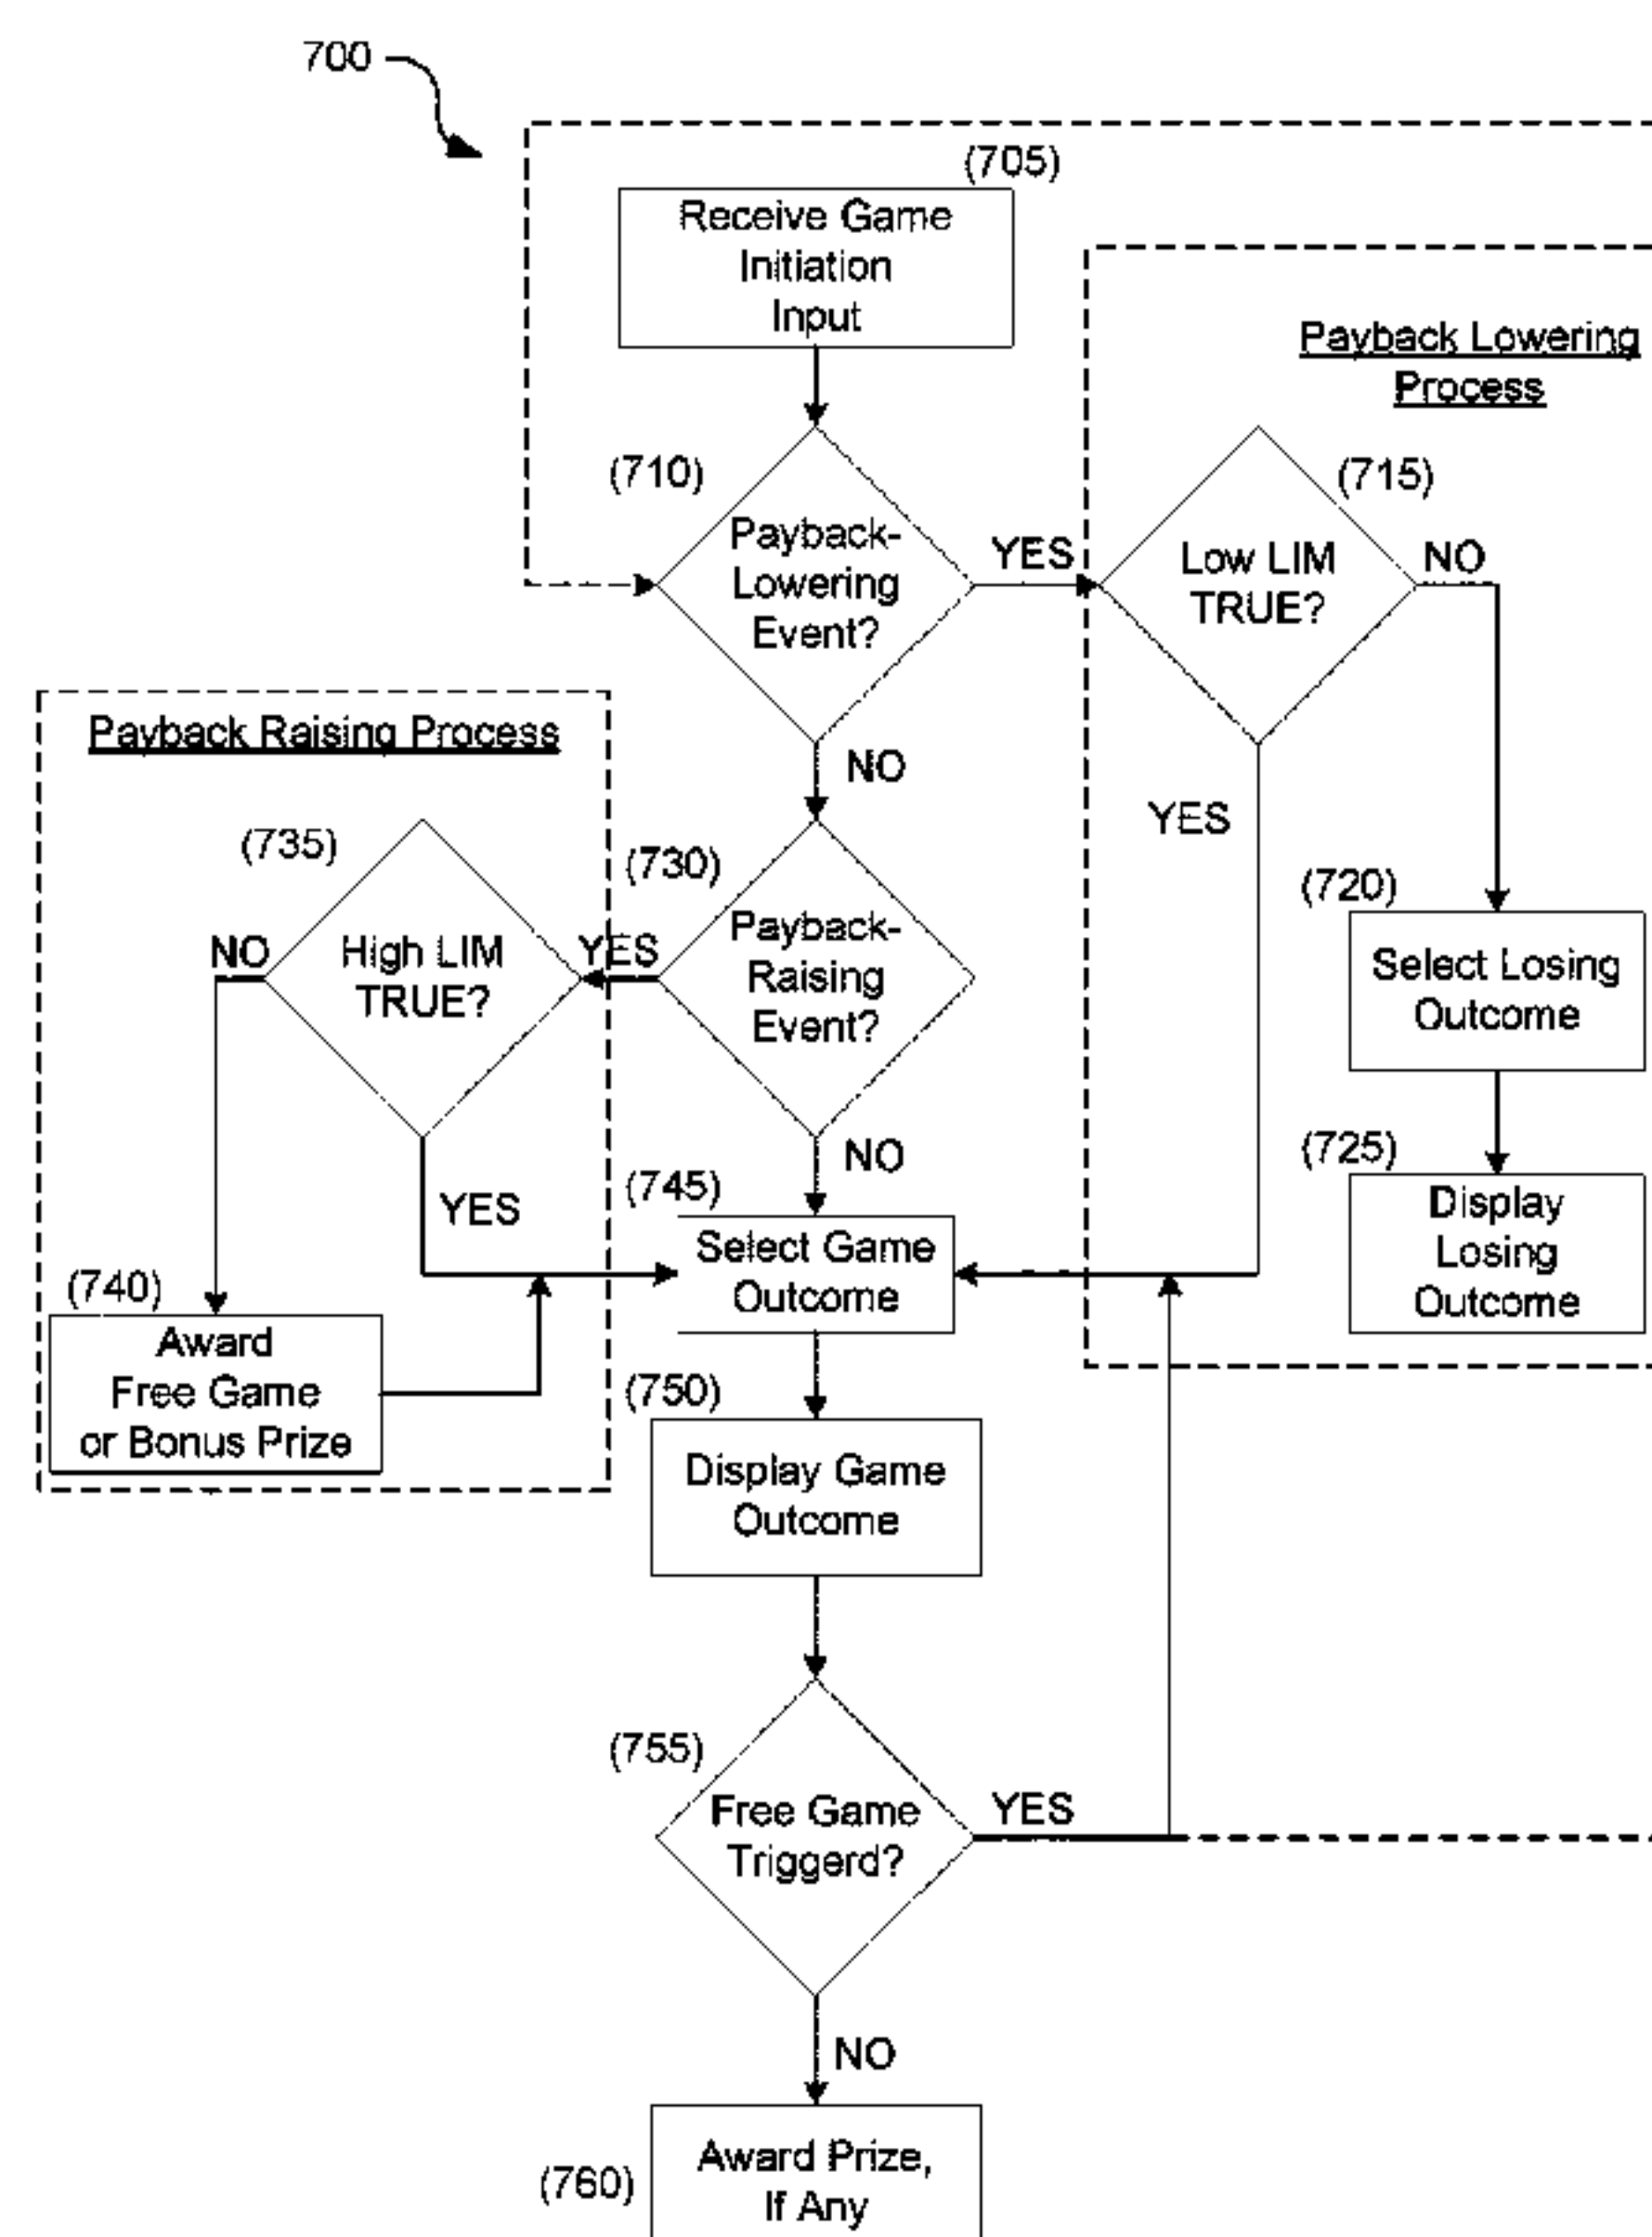 700
(705)
Receive Game
Initiation
Input
Payback Lowering
Process
(710)
Payback-
Lowering
Event?
YES
(715)
Low LIM
TRUE?
NO
YES
NO
Payback Raising Process
(735)
High LIM
TRUE?
NO
YES
(730)
Payback-
Raising
Event?
YES
NO
(720)
Select Losing
Outcome
(725)
Display
Losing
Outcome
(745)
Select Game
Outcome
(740)
Award
Free Game
or Bonus Prize
(750)
Display Game
Outcome
(755)
Free Game
Triggerd?
YES
NO
(760)
Award Prize,
If Any